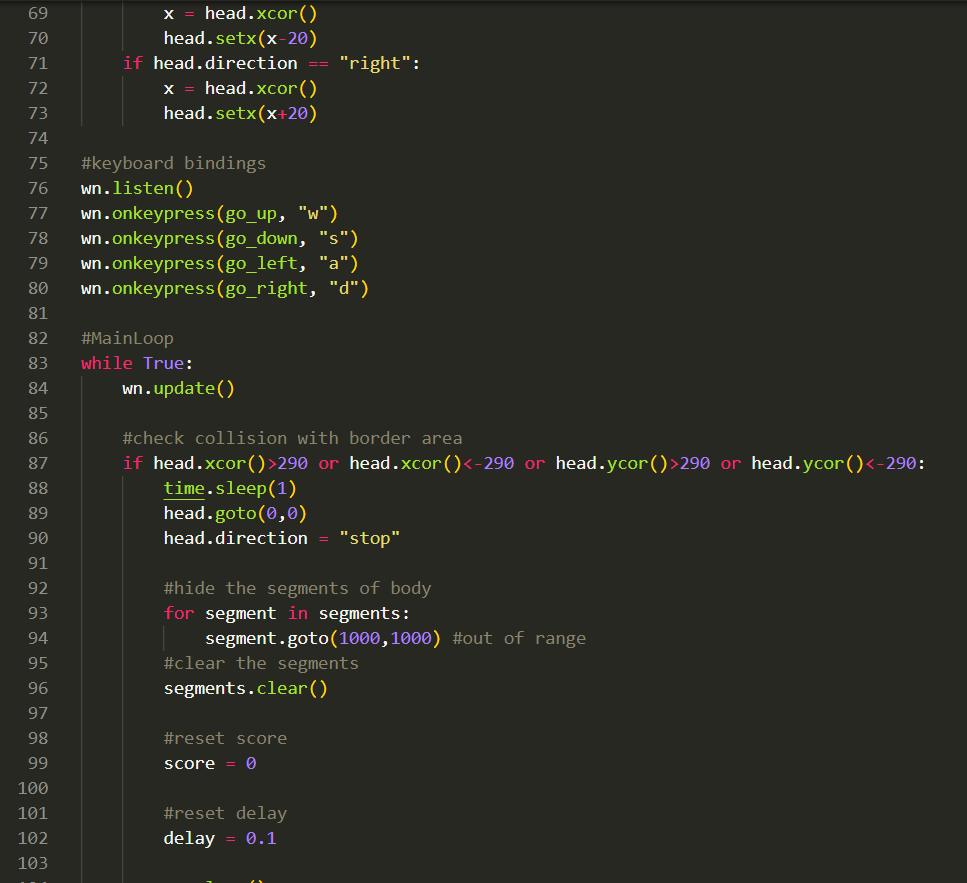 69 x = head.xcor()
70 head.setx(x-20)
71 if head.direction == "right":
72 x = head.xcor()
73 head.setx(x+20)
74
75 #keyboard bindings
76 wn.listen()
77 wn.onkeypress(go_up, "w")
78 wn.onkeypress(go_down, "s")
79 wn.onkeypress(go_left, "a")
80 wn.onkeypress(go_right, "d")
81
82 #MainLoop
83 while True:
84 wn.update()
85
86 #check collision with border area
87 if head.xcor()>290 or head.xcor()<-290 or head.ycor()>290 or head.ycor()<-290:
88 time.sleep(1)
89 head.goto(0,0)
90 head.direction = "stop"
91
92 #hide the segments of body
93 for segment in segments:
94 segment.goto(1000,1000) #out of range
95 #clear the segments
96 segments.clear()
97
98 #reset score
99 score = 0
100
101 #reset delay
102 delay = 0.1
103